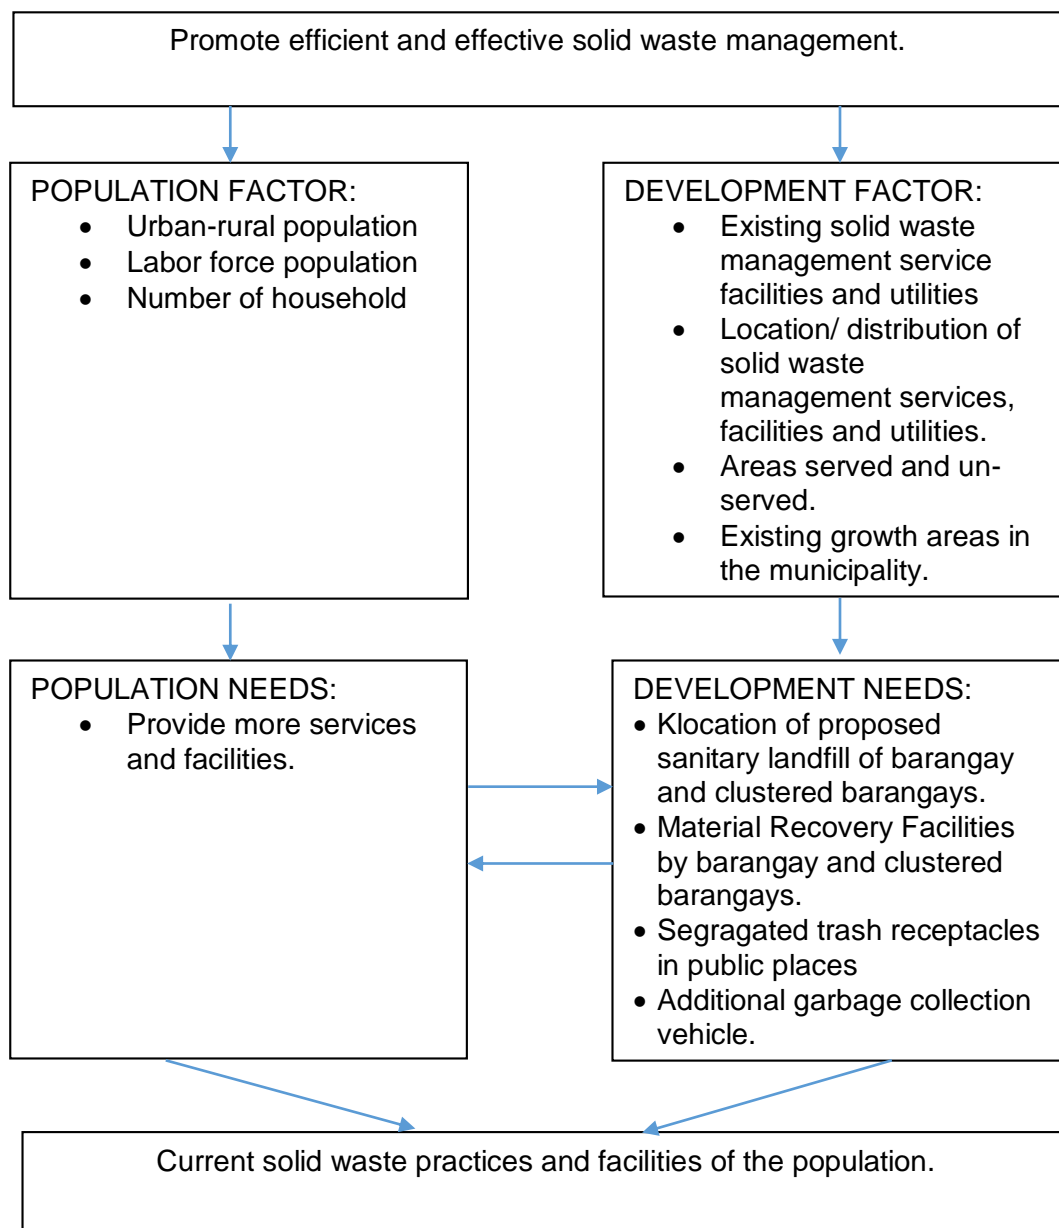 Promote efficient and effective solid waste management.
POPULATION FACTOR:
• Urban-rural population
• Labor force population
• Number of household
DEVELOPMENT FACTOR:
• Existing solid waste
management service
facilities and utilities
• Location/ distribution of
solid waste
management services,
facilities and utilities.
• Areas served and un-
served.
• Existing growth areas in
the municipality.
POPULATION NEEDS:
• Provide more services
and facilities.
DEVELOPMENT NEEDS:
• Klocation of proposed
sanitary landfill of barangay
and clustered barangays.
• Material Recovery Facilities
by barangay and clustered
barangays.
• Segragated trash receptacles
in public places
• Additional garbage collection
vehicle.
Current solid waste practices and facilities of the population.